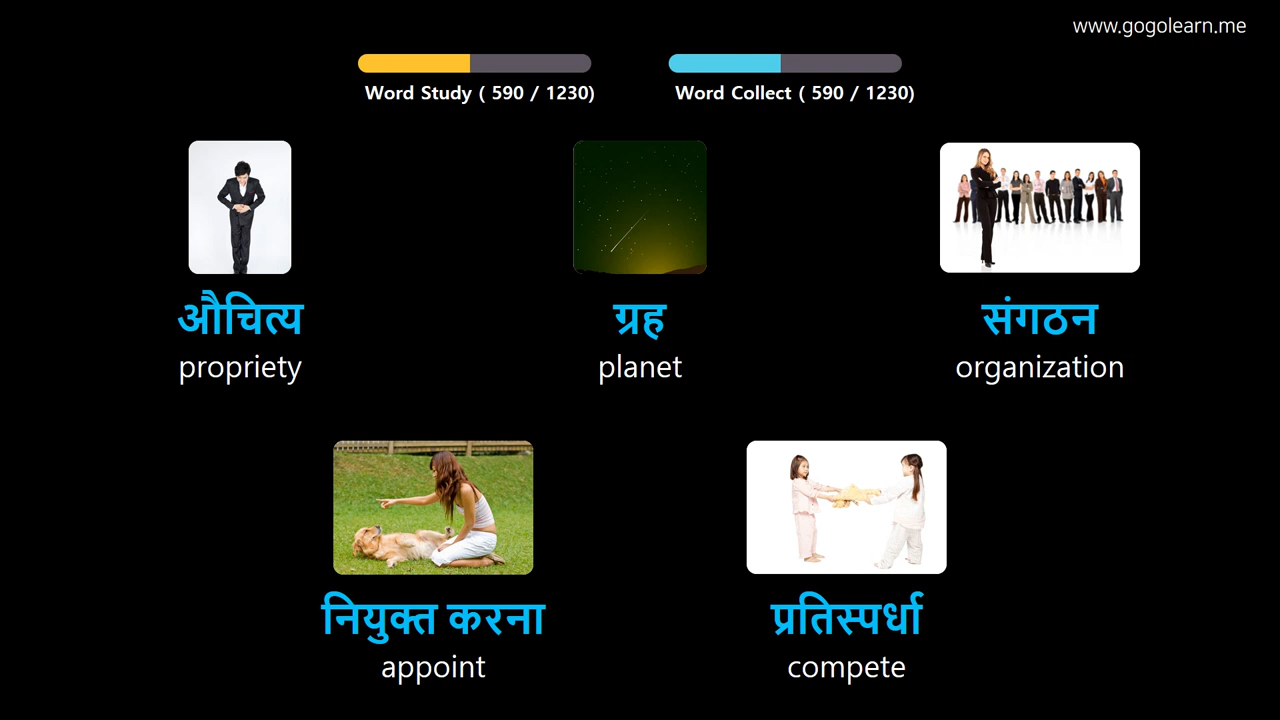 www.gogolearn.me
Word Study ( 590 / 1230)
Word Collect ( 590 / 1230)
औचित्य
propriety
ग्रह
planet
संगठन
organization
नियुक्त करना
appoint
प्रतिस्पर्धा
compete